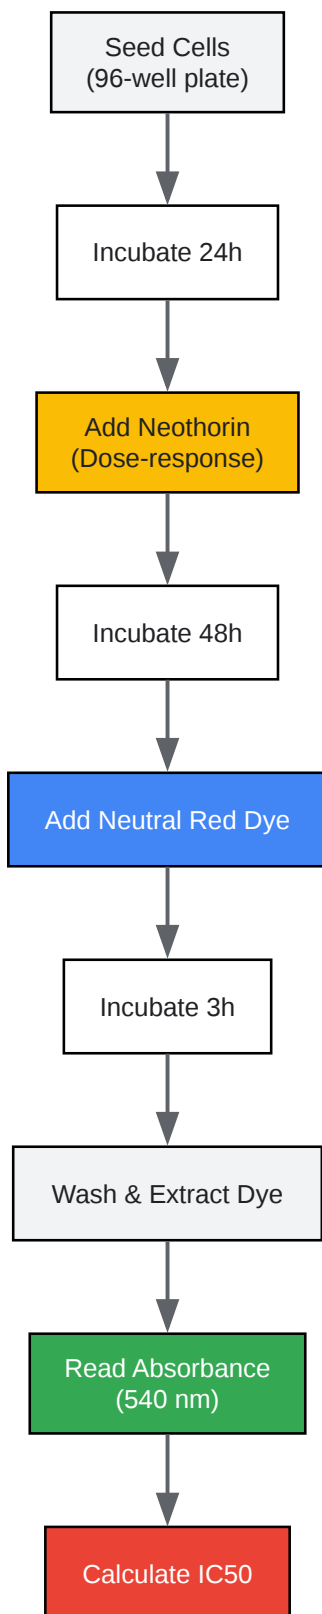 Seed Cells
(96-well plate)
Incubate 24h
Add Neothorin
(Dose-response)
Incubate 48h
Add Neutral Red Dye
Incubate 3h
Wash & Extract Dye
Read Absorbance
(540 nm)
Calculate IC50